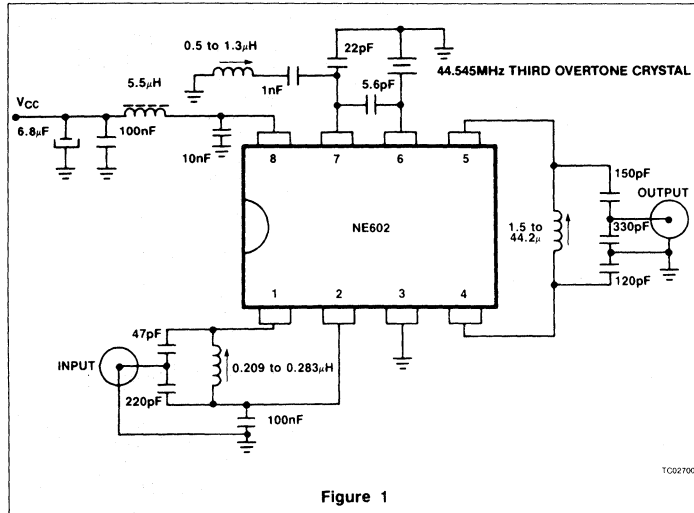 0.5 to 1.3µH
22pF
44.545MHz THIRD OVERTONE CRYSTAL
5.5µH
1nF
5.6pF
VCC
6.8µF
100nF
10nF
8
7
6
5
150pF
OUTPUT
NE602
1.5 to
44.2µ
330pF
120pF
1
2
3
4
47pF
INPUT
0.209 to 0.283µH
220pF
100nF
TC02700
Figure 1